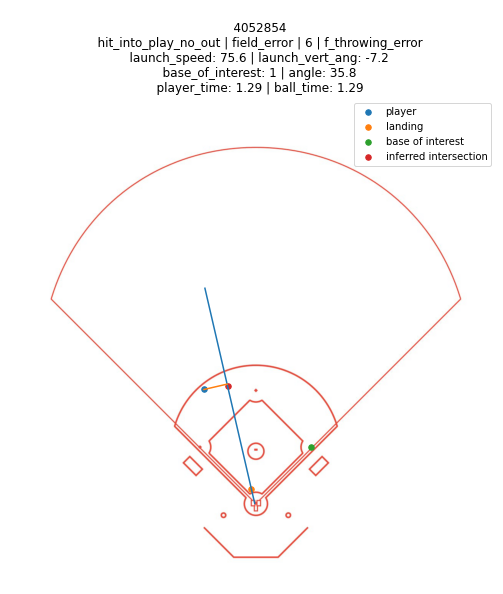 4052854
hit_into_play_no_out | field_error | 6 | f_throwing_error
launch_speed: 75.6 | launch_vert_ang: -7.2
base_of_interest: 1 | angle: 35.8
player_time: 1.29 | ball_time: 1.29
player
landing
base of interest
inferred intersection